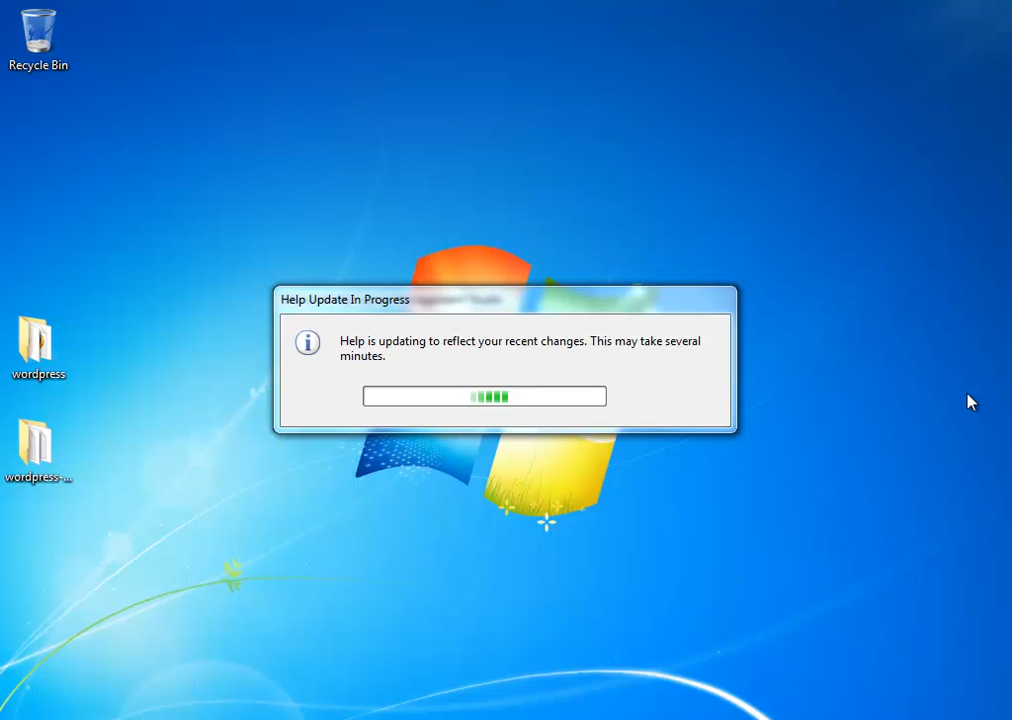 Recycle Bin
Help Update In Progress
Help is updating to reflect your recent changes. This may take several
minutes.
wordpress
wordpress-...